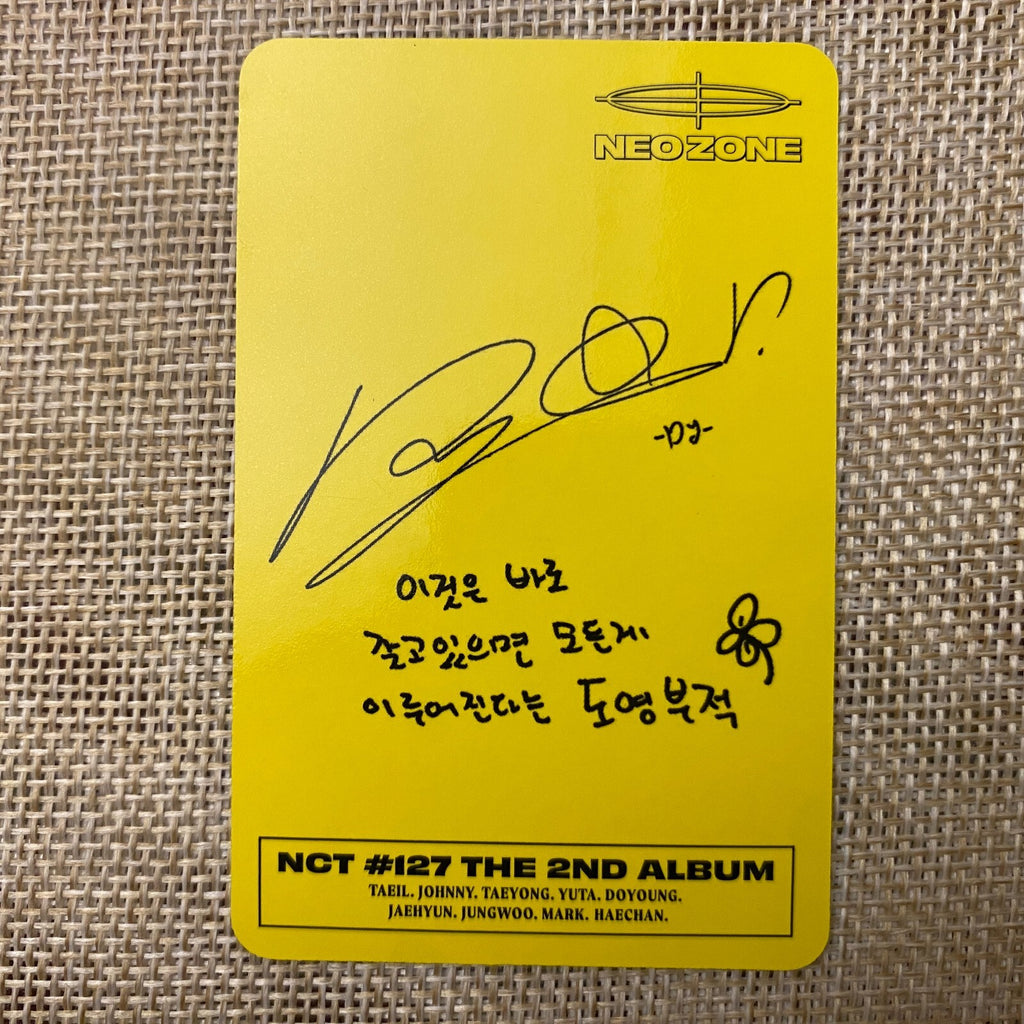 NEO ZONE
-DY-
이것은 바로
갖고있으면 모든게
이루어진다는 도영부적
NCT #127 THE 2ND ALBUM
TAEIL. JOHNNY. TAEYONG. YUTA. DOYOUNG.
JAEHYUN. JUNGWOO. MARK. HAECHAN.